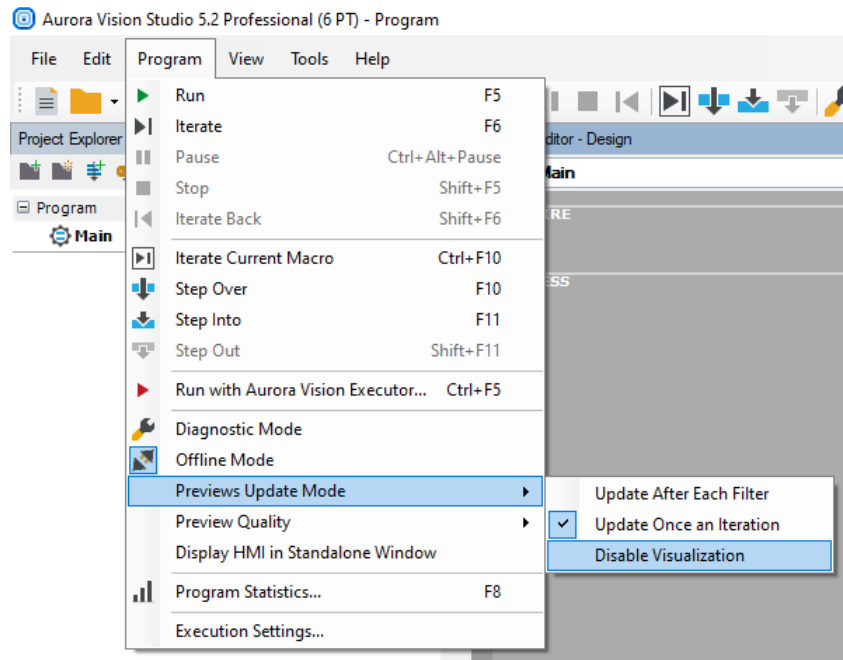 Aurora Vision Studio 5.2 Professional (6 PT) - Program
File Edit Program View Tools Help
Project Explorer
Program
Main
Run F5
Iterate F6
Pause Ctrl+Alt+Pause
Stop Shift+F5
Iterate Back Shift+F6
Iterate Current Macro Ctrl+F10
Step Over F10
Step Into F11
Step Out Shift+F11
Run with Aurora Vision Executor... Ctrl+F5
Diagnostic Mode
Offline Mode
Previews Update Mode
Preview Quality
Display HMI in Standalone Window
Program Statistics... F8
Execution Settings...
Update After Each Filter
Update Once an Iteration
Disable Visualization
ditor - Design
Main
RE
ESS